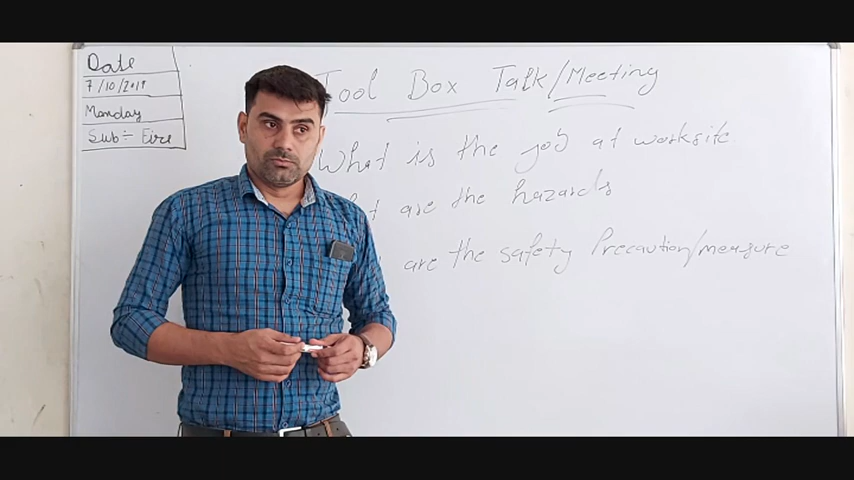 Date
7/10/2019
Monday
Sub:- Fire
Tool Box Talk/Meeting
What is the job at worksite
are the hazards
are the safety Precaution/measure